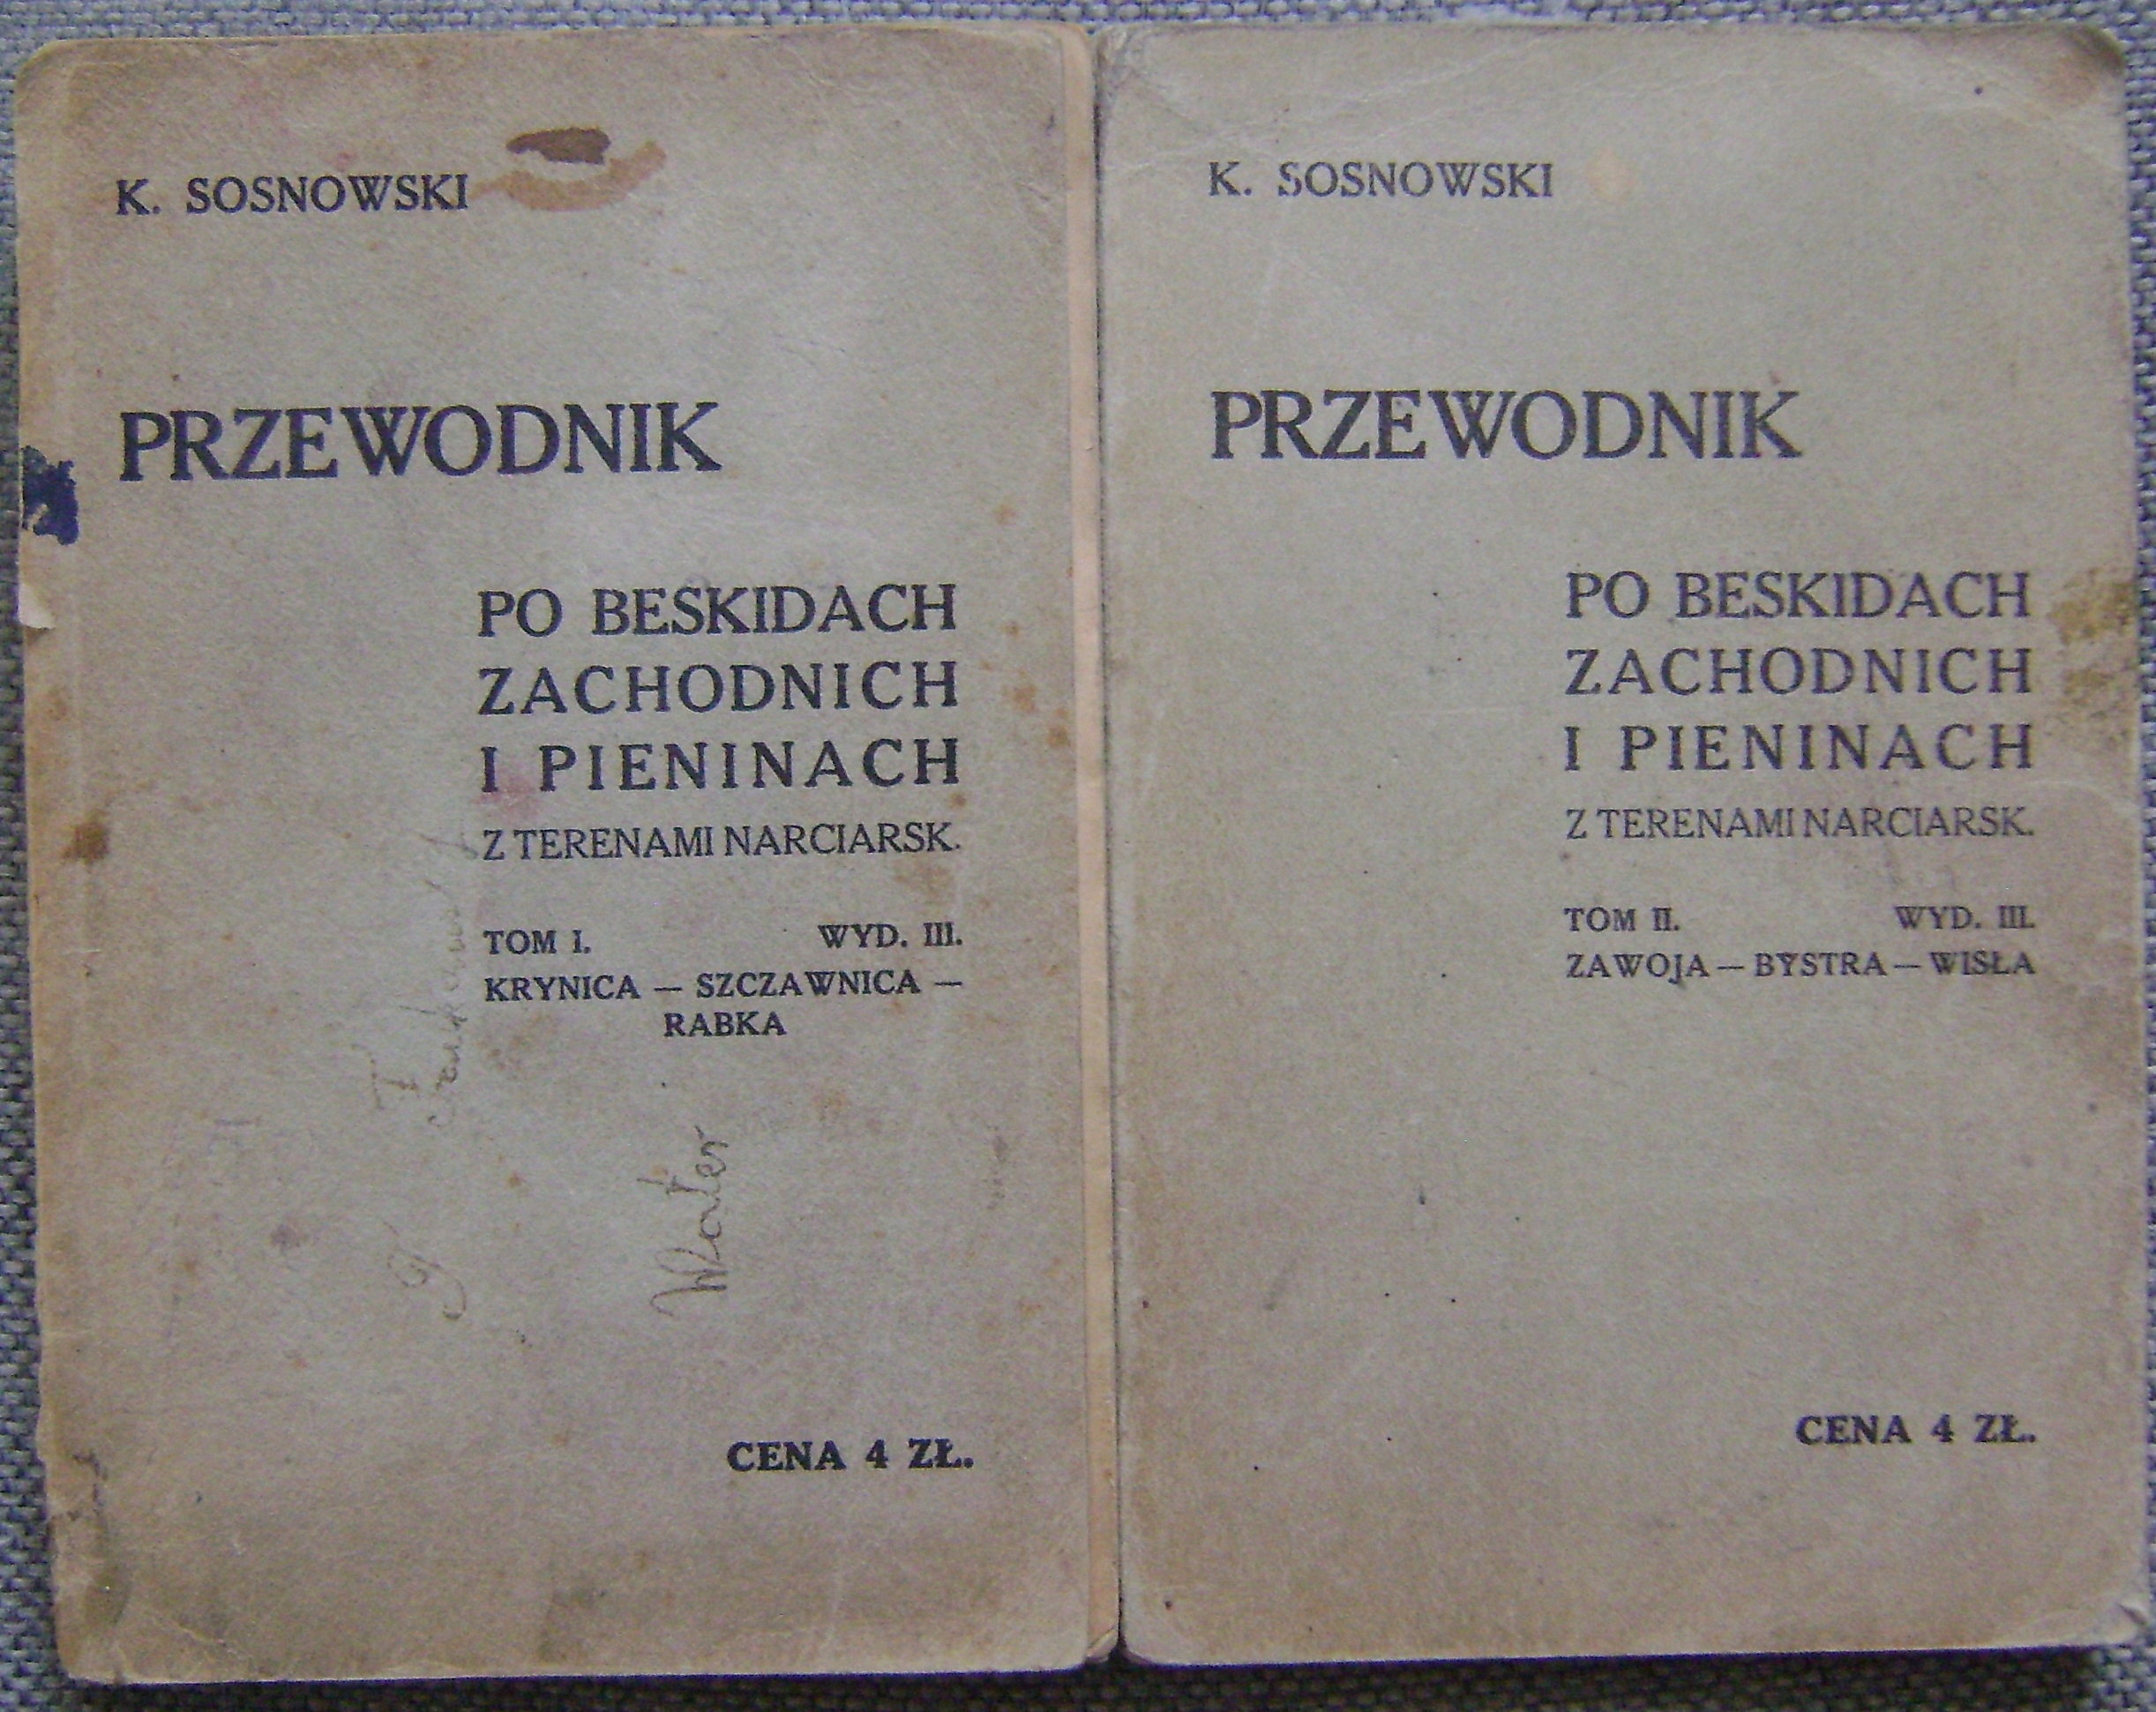 K. SOSNOWSKI
PRZEWODNIK
PO BESKIDACH
ZACHODNICH
I PIENINACH
Z TERENAMI NARCIARSK.
TOM I. WYD. III.
KRYNICA — SZCZAWNICA —
RABKA
CENA 4 ZŁ.
K. SOSNOWSKI
PRZEWODNIK
PO BESKIDACH
ZACHODNICH
I PIENINACH
Z TERENAMI NARCIARSK.
TOM II. WYD. III.
ZAWOJA — BYSTRA — WISŁA
CENA 4 ZŁ.